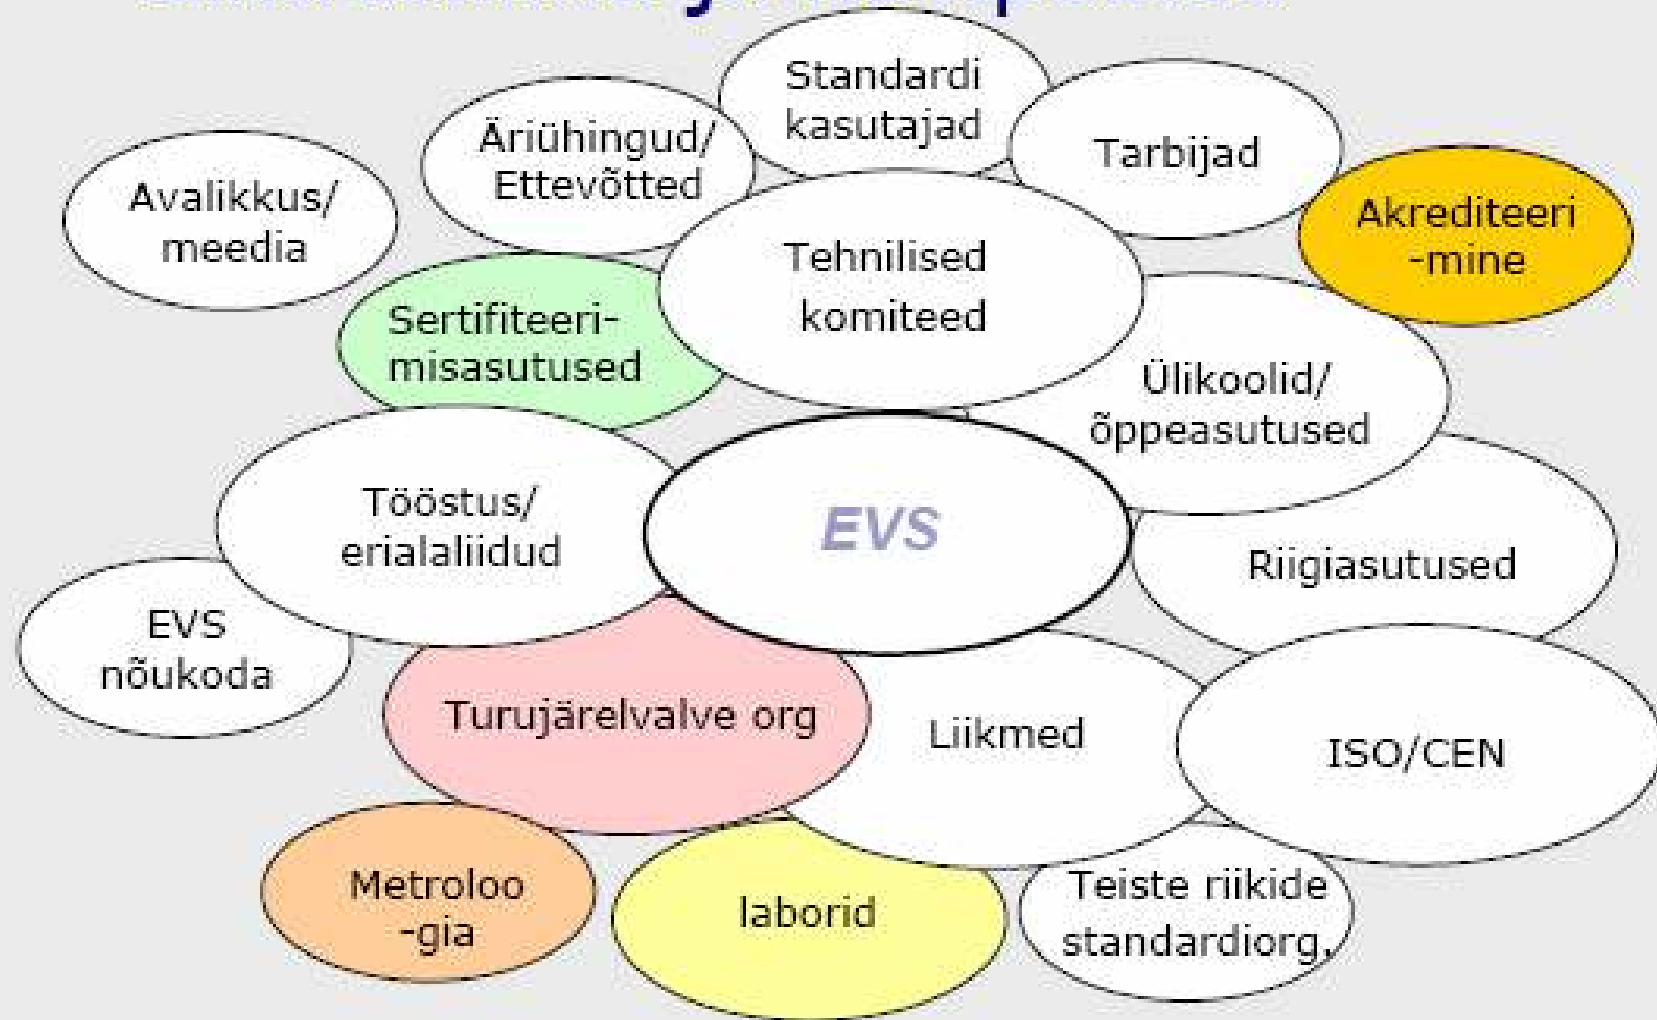 Standardi
kasutajad
Äriühingud/
Ettevõtted
Tarbijad
Avalikkus/
meedia
Akrediteeri
-mine
Tehnilised
komiteed
Sertifiteeri-
misasutused
Ülikoolid/
õppeasutused
Tööstus/
erialaliidud
EVS
Riigiasutused
EVS
nõukoda
Turujärelvalve org
Liikmed
ISO/CEN
Metroloo
-gia
laborid
Teiste riikide
standardiorg.